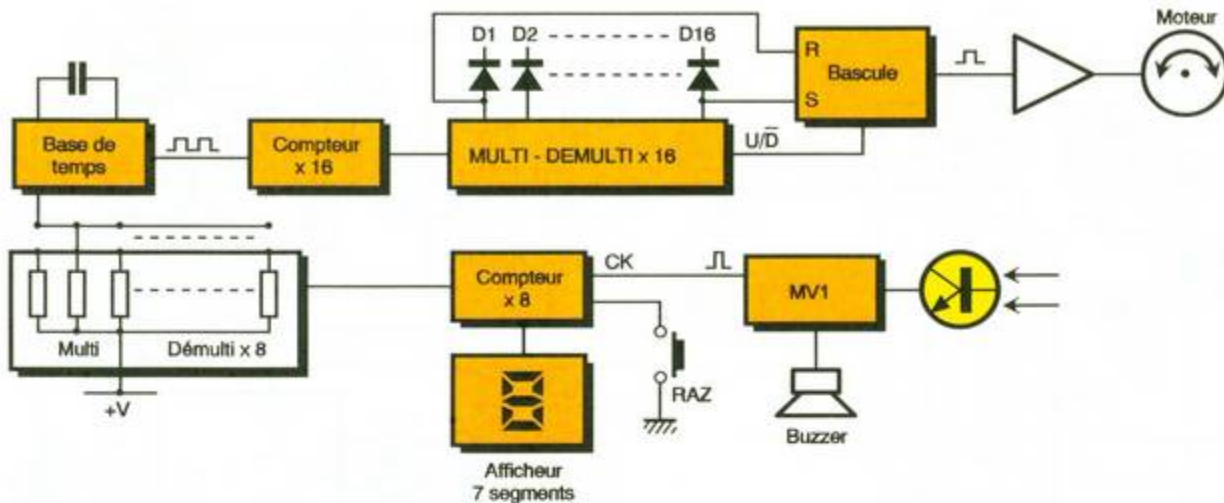 Moteur
D1 D2 D16
R
Bascule
S
Base de
temps
Compteur
x 16
MULTI - DEMULTI x 16
U/D̅
CK
Compteur
x 8
MV1
Multi Démulti x 8
+V
RAZ
Buzzer
Afficheur
7 segments